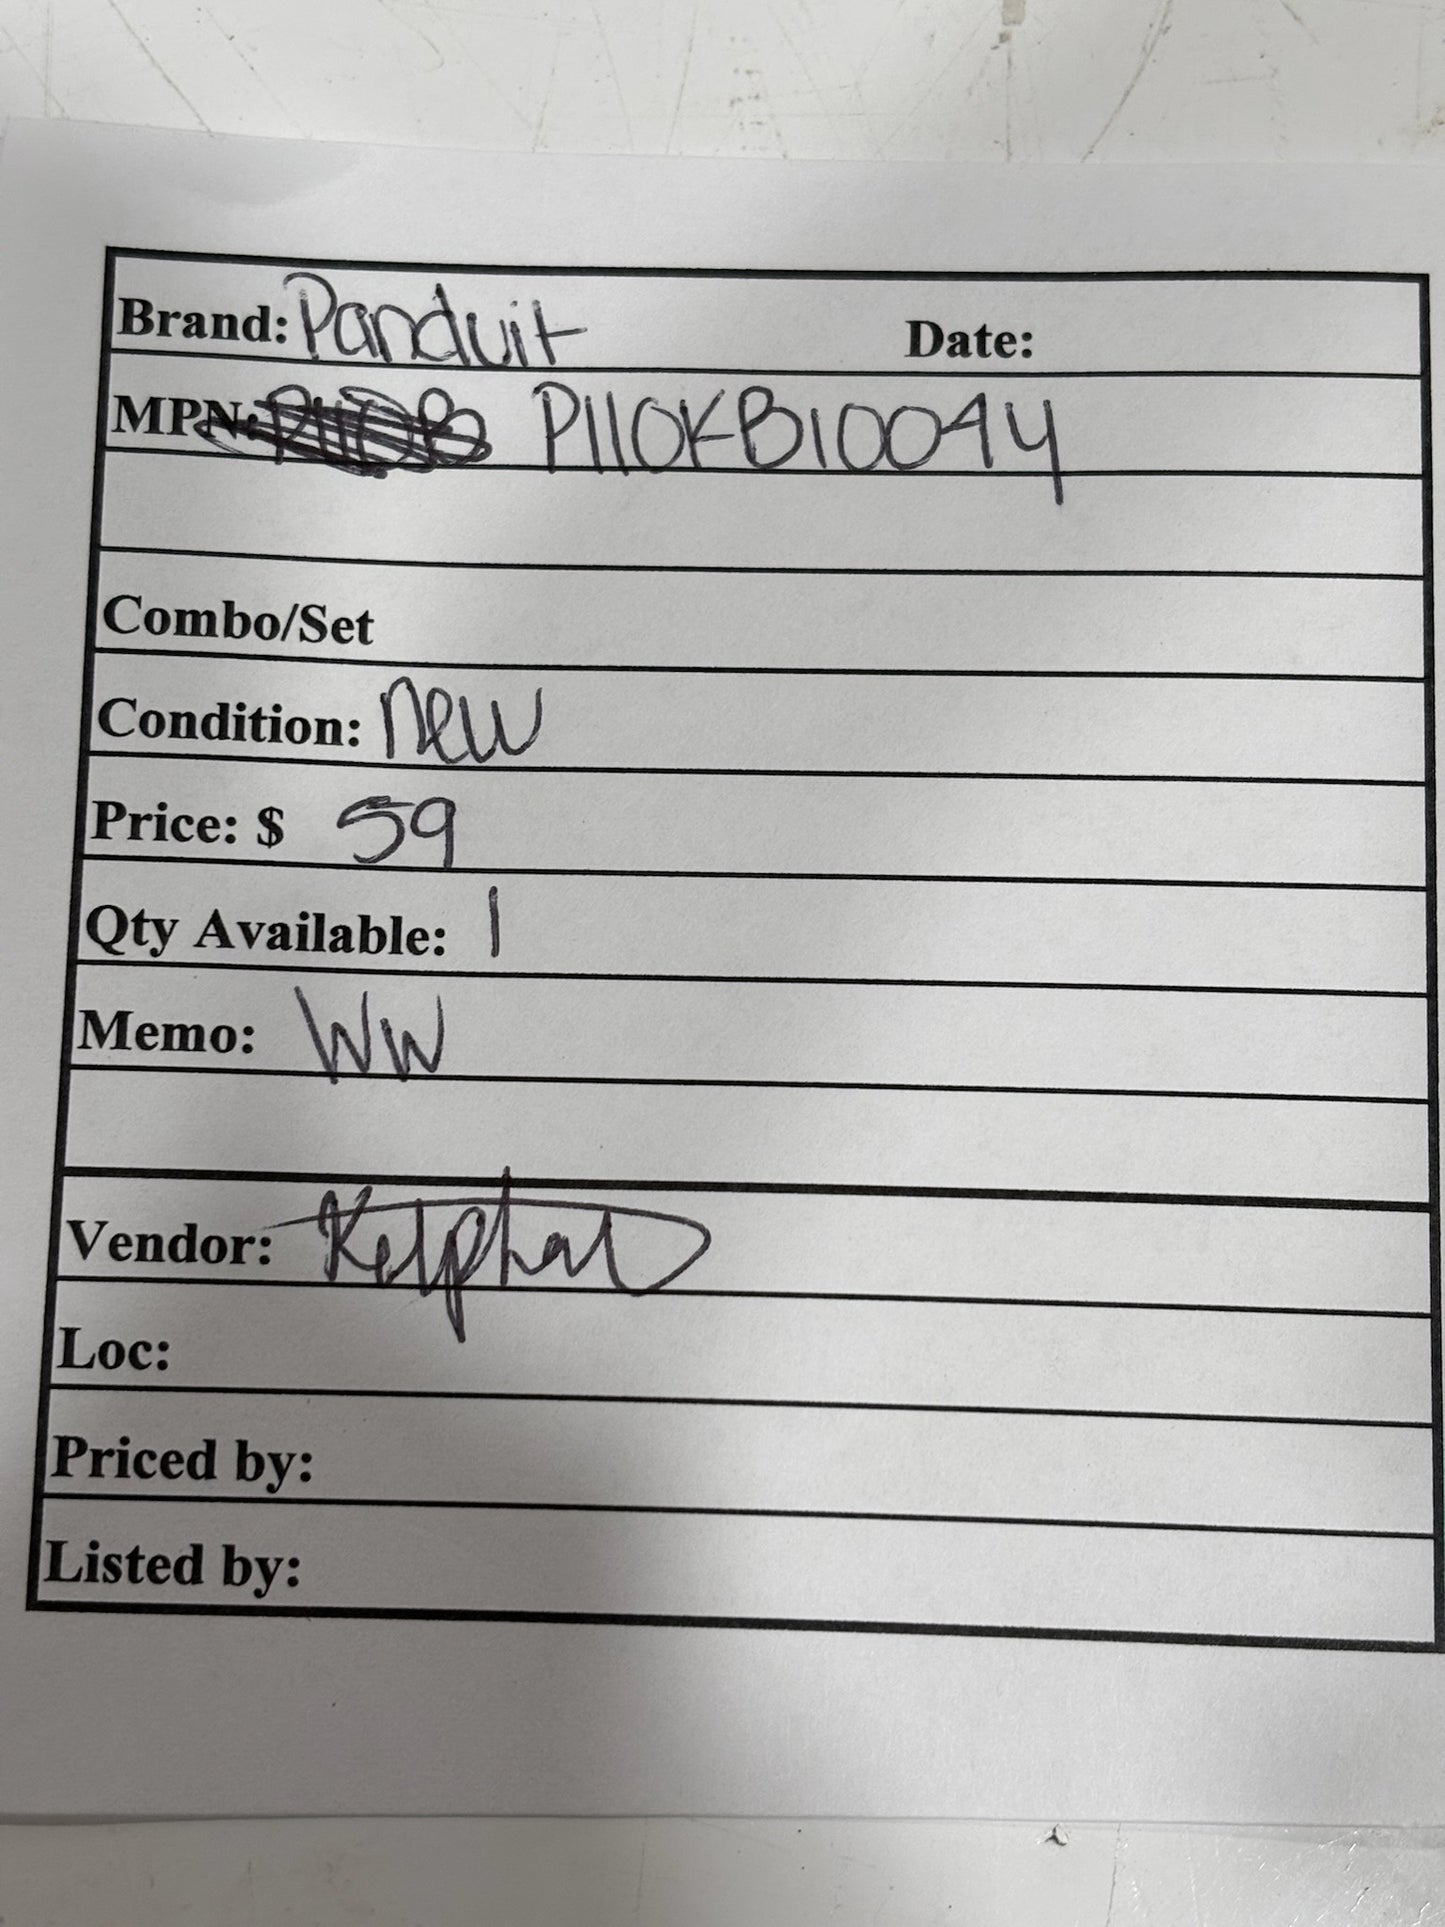 Brand: Panduit Date:
MPN: P110KB1004Y
Combo/Set
Condition: new
Price: $ 59
Qty Available: 1
Memo: WW
Vendor:
Loc:
Priced by:
Listed by: